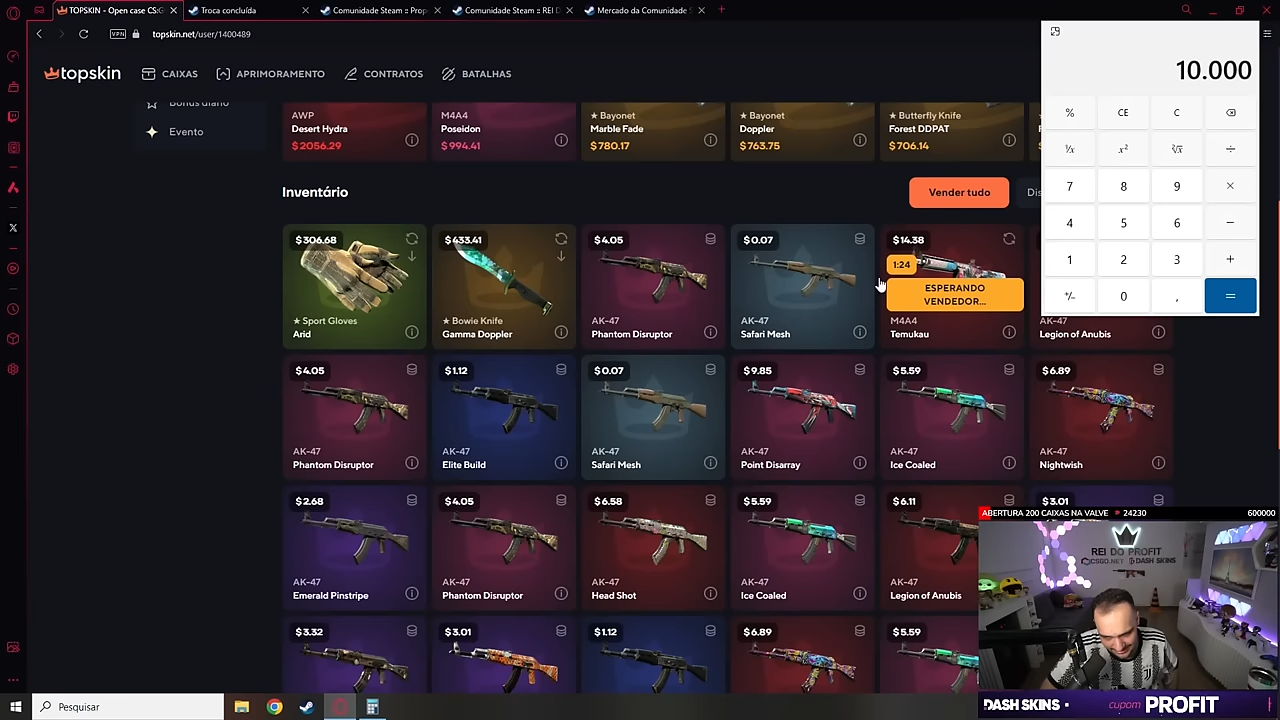 TOPSKIN - Open case CS:G
Troca concluída
Comunidade Steam :: Prop
Comunidade Steam :: REI D
Mercado da Comunidade S
VPN
topskin.net/user/1400489
topskin
CAIXAS
APRIMORAMENTO
CONTRATOS
BATALHAS
10.000
%
CE
C
¹/x
x²
²√x
÷
7
8
9
×
4
5
6
−
1
2
3
+
+/−
0
,
=
Bônus diário
Evento
AWP
Desert Hydra
$2056.29
M4A4
Poseidon
$994.41
★ Bayonet
Marble Fade
$780.17
★ Bayonet
Doppler
$763.75
★ Butterfly Knife
Forest DDPAT
$706.14
Inventário
Vender tudo
$306.68
★ Sport Gloves
Arid
$433.41
★ Bowie Knife
Gamma Doppler
$4.05
AK-47
Phantom Disruptor
$0.07
AK-47
Safari Mesh
$14.38
1:24
ESPERANDO
VENDEDOR...
M4A4
Temukau
AK-47
Legion of Anubis
$4.05
AK-47
Phantom Disruptor
$1.12
AK-47
Elite Build
$0.07
AK-47
Safari Mesh
$9.85
AK-47
Point Disarray
$5.59
AK-47
Ice Coaled
$6.89
AK-47
Nightwish
$2.68
AK-47
Emerald Pinstripe
$4.05
AK-47
Phantom Disruptor
$6.58
AK-47
Head Shot
$5.59
AK-47
Ice Coaled
$6.11
AK-47
Legion of Anubis
$3.01
$3.32
$3.01
$1.12
$6.89
$5.59
ABERTURA 200 CAIXAS NA VALVE
24230
600000
REI DO PROFIT
CSGO.NET
DASH SKINS
DASH SKINS •
cupom PROFIT
Pesquisar